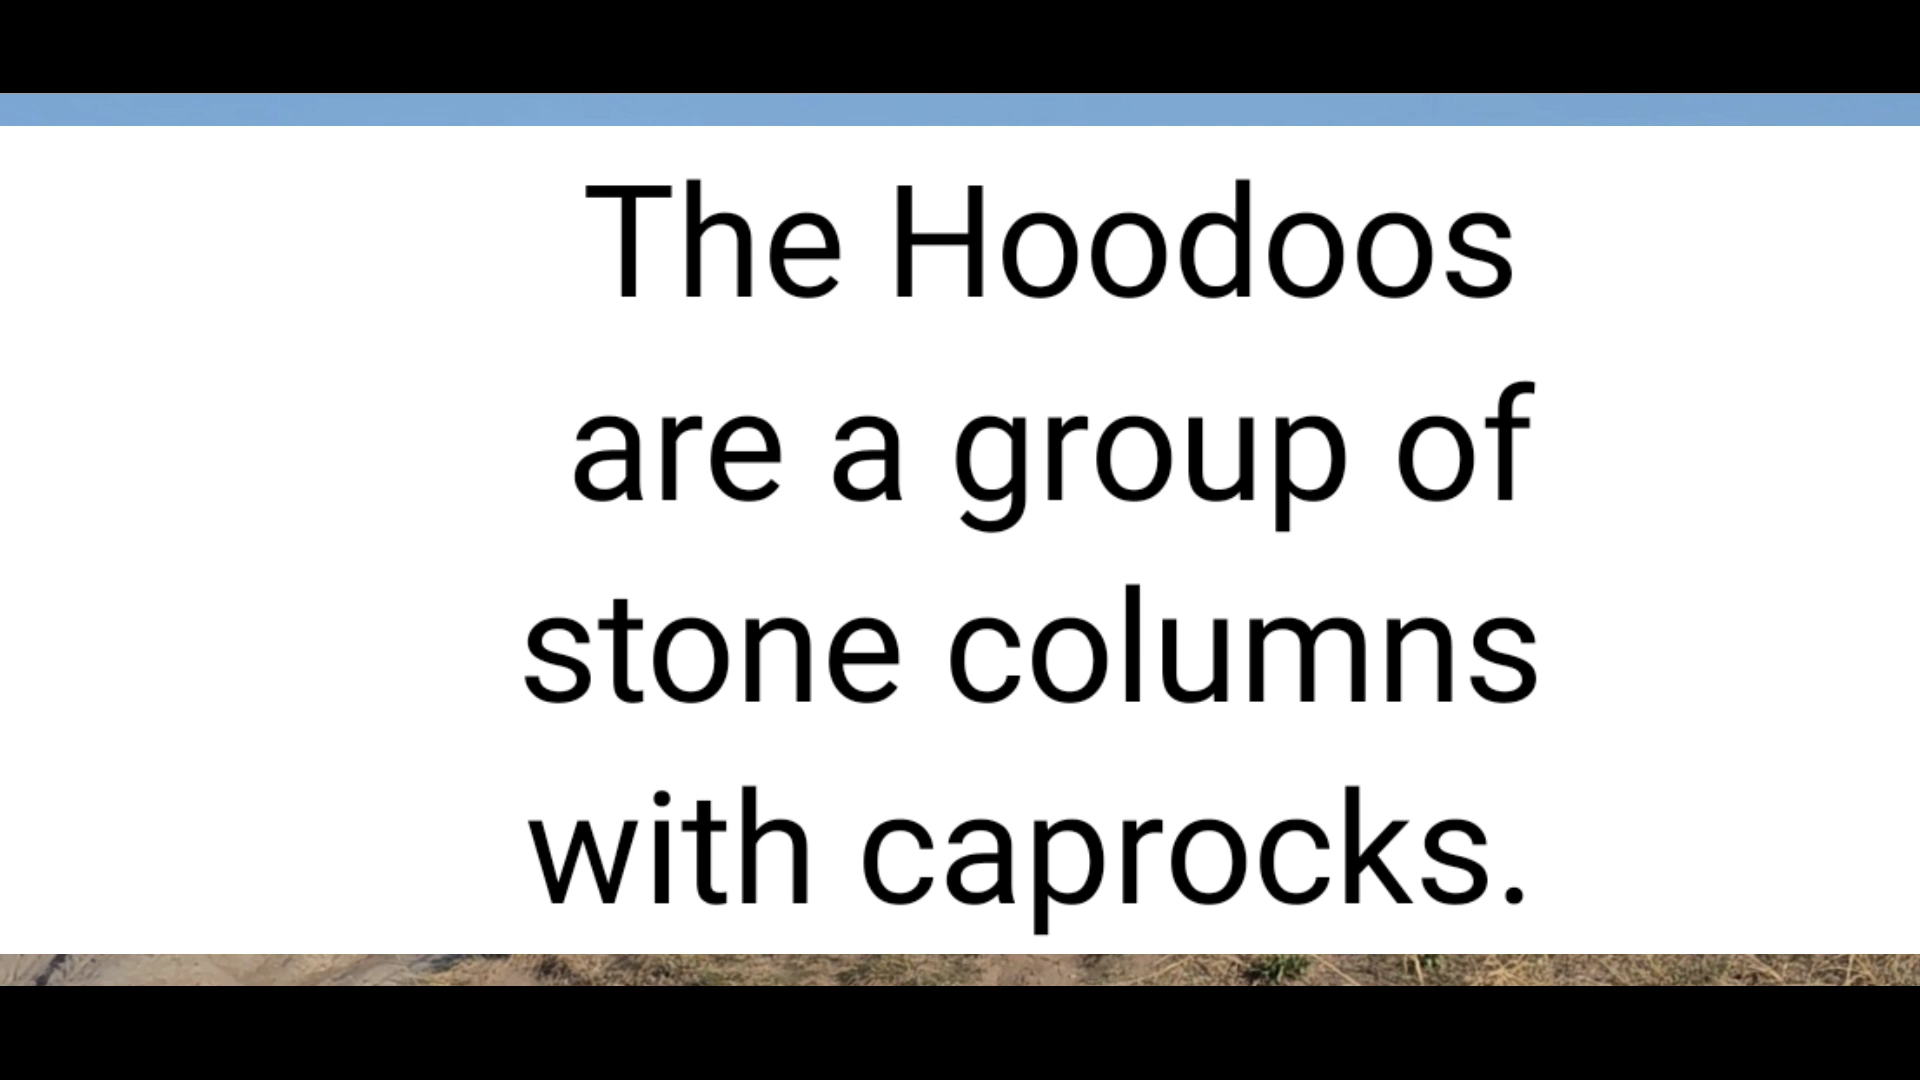 The Hoodoos
are a group of
stone columns
with caprocks.